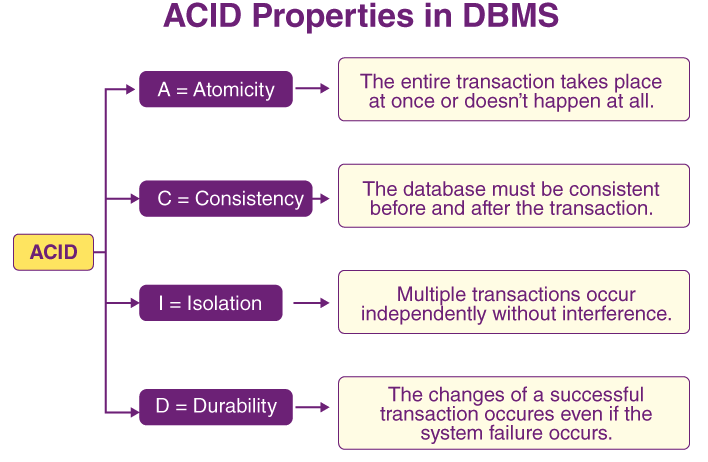 ACID Properties in DBMS
A = Atomicity
The entire transaction takes place
at once or doesn't happen at all.
C = Consistency
The database must be consistent
before and after the transaction.
ACID
I = Isolation
Multiple transactions occur
independently without interference.
D = Durability
The changes of a successful
transaction occures even if the
system failure occurs.